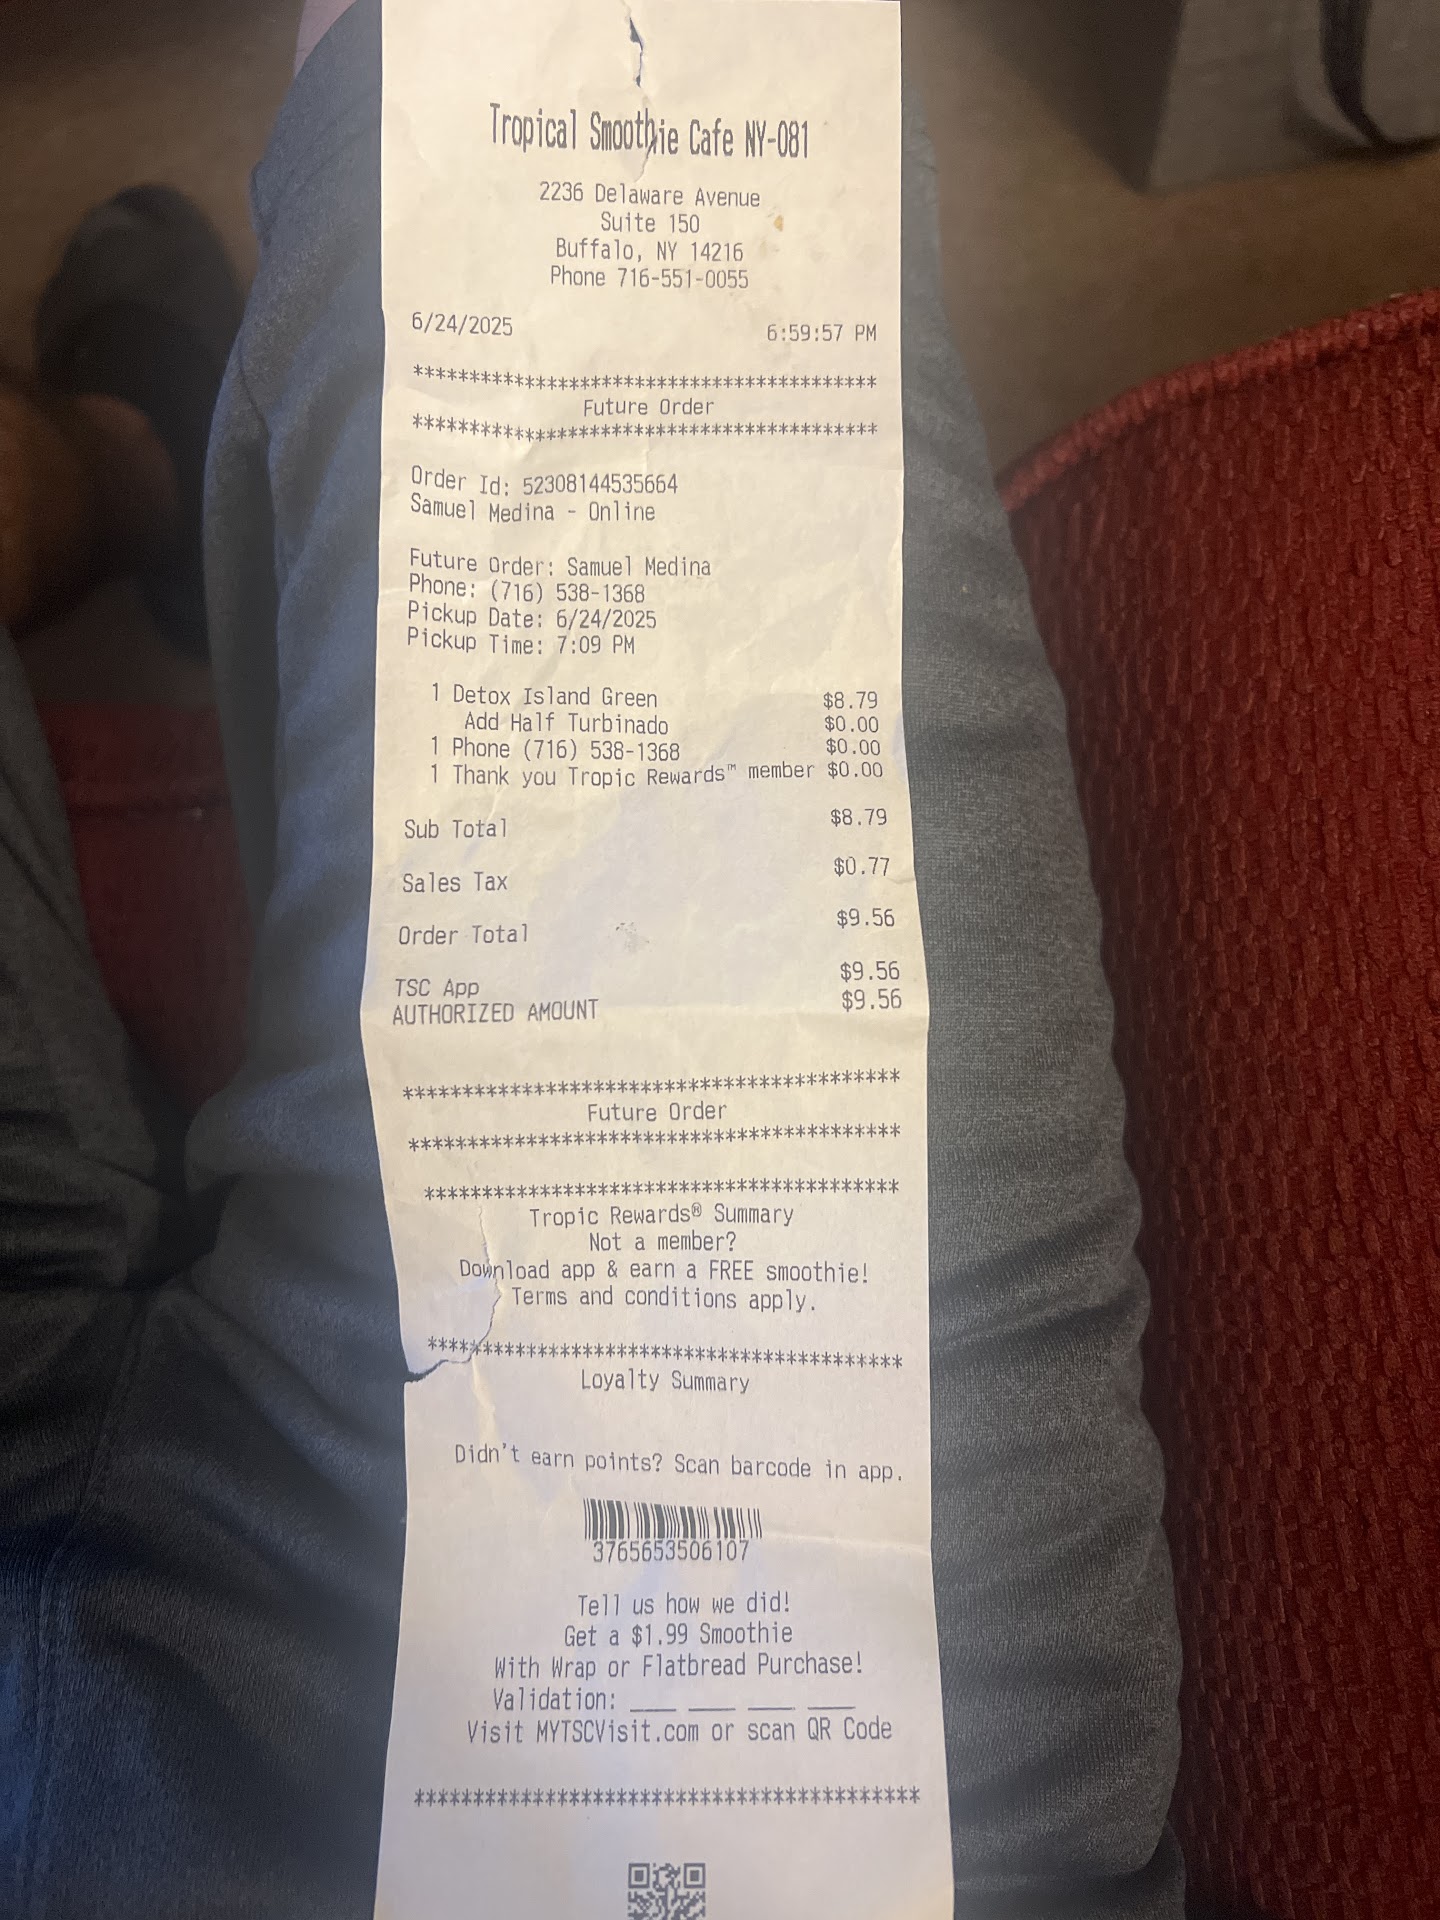 Tropical Smoothie Cafe NY-081
2236 Delaware Avenue
Suite 150
Buffalo, NY 14216
Phone 716-551-0055
6/24/2025 6:59:57 PM
******************************************
Future Order
******************************************
Order Id: 52308144535664
Samuel Medina - Online
Future Order: Samuel Medina
Phone: (716) 538-1368
Pickup Date: 6/24/2025
Pickup Time: 7:09 PM
1 Detox Island Green $8.79
Add Half Turbinado $0.00
1 Phone (716) 538-1368 $0.00
1 Thank you Tropic Rewards™ member $0.00
Sub Total $8.79
Sales Tax $0.77
Order Total $9.56
TSC App $9.56
AUTHORIZED AMOUNT $9.56
******************************************
Future Order
******************************************
******************************************
Tropic Rewards® Summary
Not a member?
Download app & earn a FREE smoothie!
Terms and conditions apply.
******************************************
Loyalty Summary
Didn't earn points? Scan barcode in app.
3765653506107
Tell us how we did!
Get a $1.99 Smoothie
With Wrap or Flatbread Purchase!
Validation: ____ ____ ____ ____
Visit MYTSCVisit.com or scan QR Code
******************************************